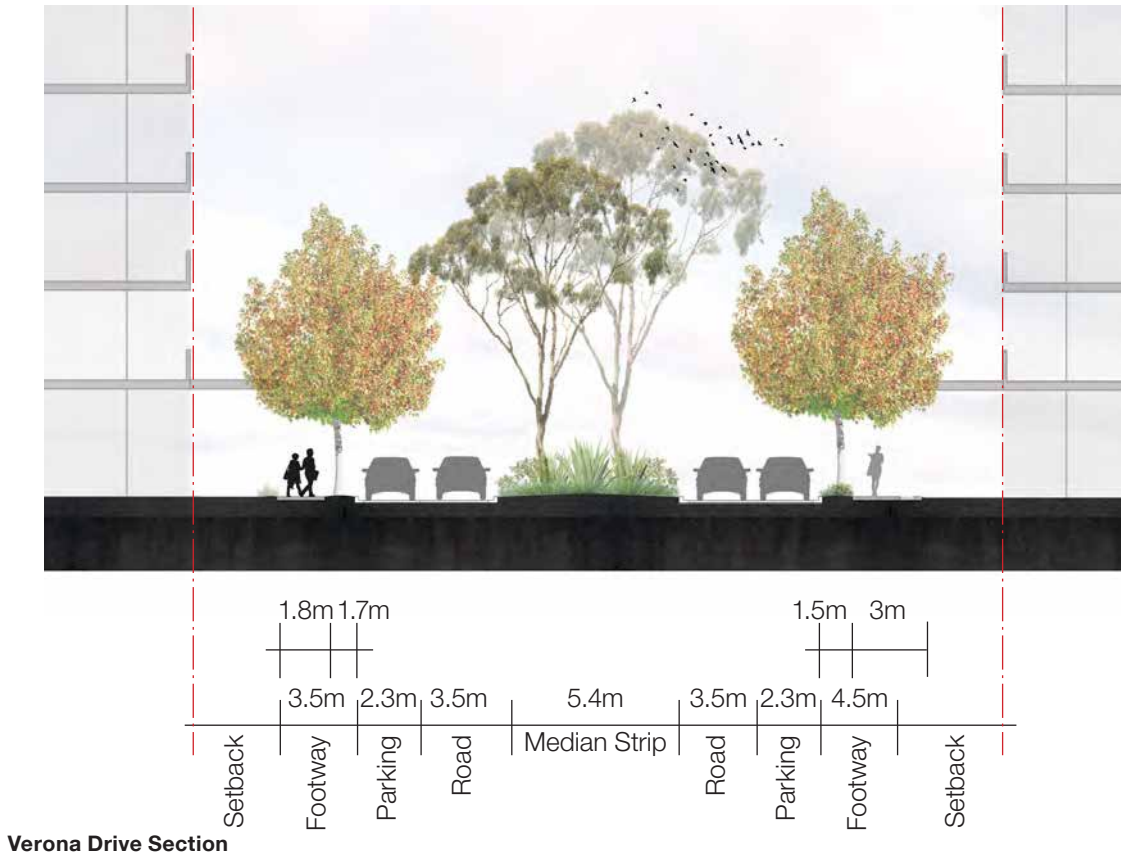 1.8m 1.7m 1.5m 3m
3.5m 2.3m 3.5m 5.4m 3.5m 2.3m 4.5m
Setback Footway Parking Road Median Strip Road Parking Footway Setback
Verona Drive Section